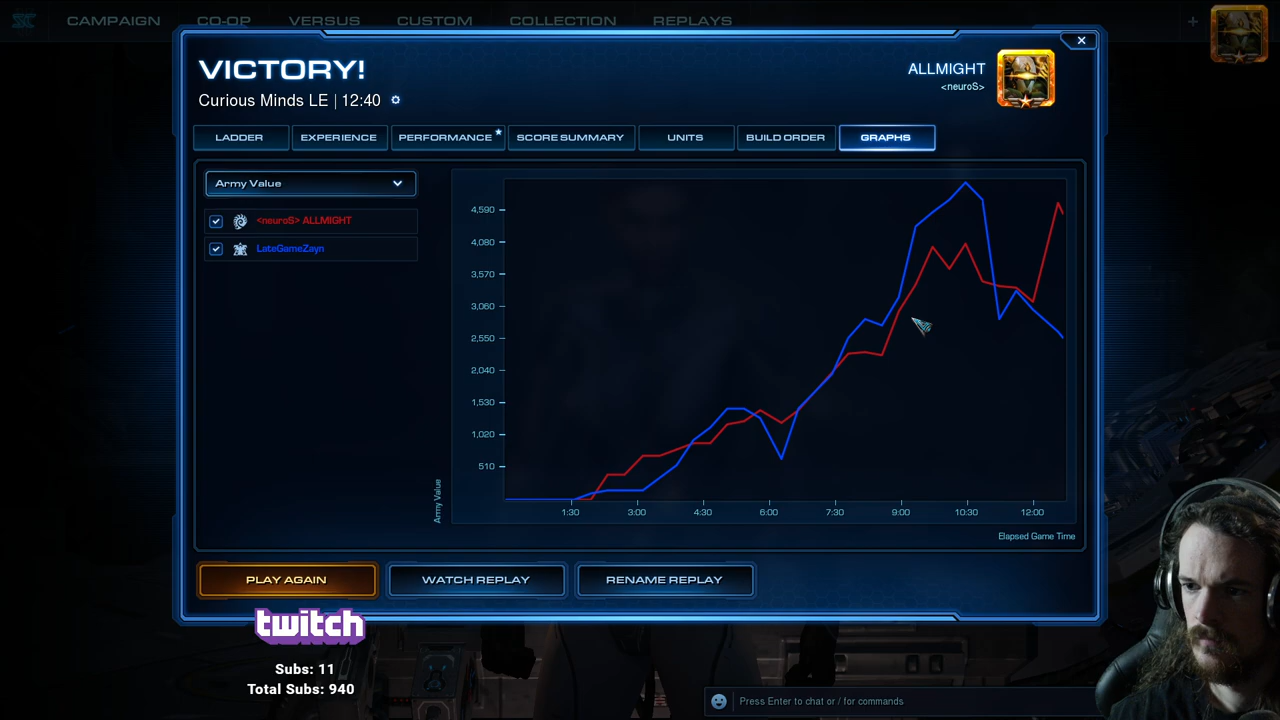 CAMPAIGN CO-OP VERSUS CUSTOM COLLECTION REPLAYS
VICTORY!
Curious Minds LE | 12:40
ALLMIGHT
<neuroS>
LADDER EXPERIENCE PERFORMANCE SCORE SUMMARY UNITS BUILD ORDER GRAPHS
Army Value
<neuroS> ALLMIGHT
LateGameZayn
4,590
4,080
3,570
3,060
2,550
2,040
1,530
1,020
510
Army Value
1:30 3:00 4:30 6:00 7:30 9:00 10:30 12:00
Elapsed Game Time
PLAY AGAIN WATCH REPLAY RENAME REPLAY
twitch
Subs: 11
Total Subs: 940
Press Enter to chat or / for commands